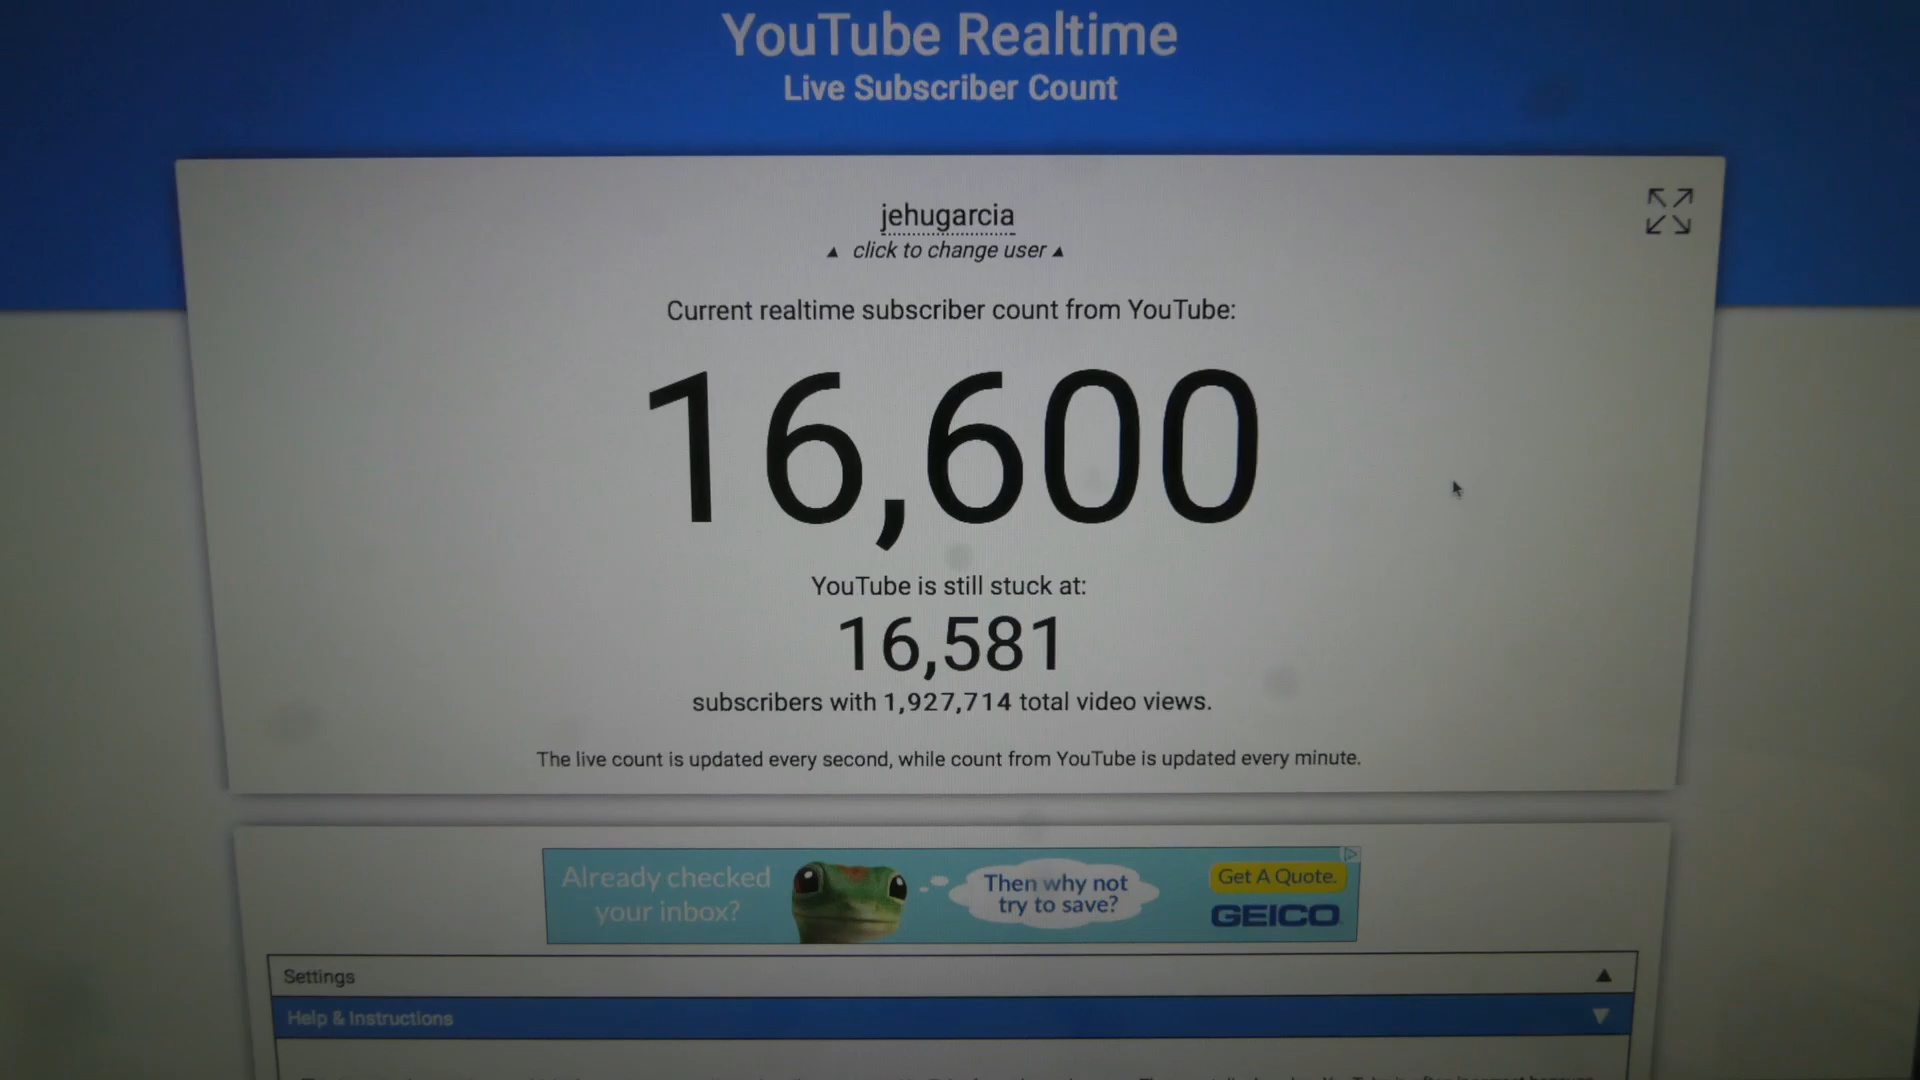 YouTube Realtime
Live Subscriber Count
jehugarcia
▲ click to change user ▲
Current realtime subscriber count from YouTube:
16,600
YouTube is still stuck at:
16,581
subscribers with 1,927,714 total video views.
The live count is updated every second, while count from YouTube is updated every minute.
Already checked
your inbox?
Then why not
try to save?
Get A Quote.
GEICO
Settings
Help & Instructions